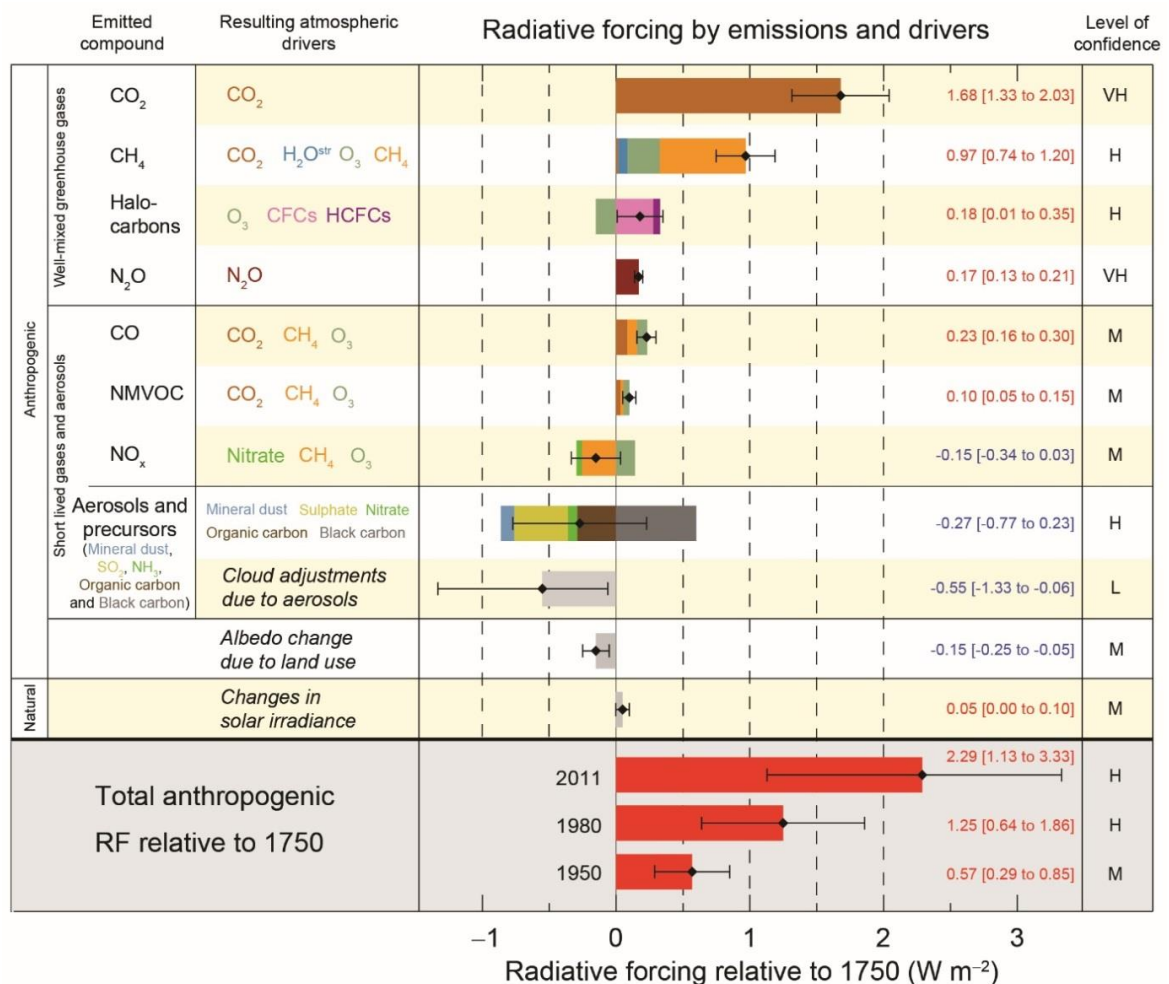 Emitted compound
Resulting atmospheric drivers
Radiative forcing by emissions and drivers
Level of confidence
Anthropogenic
Well-mixed greenhouse gases
CO₂
CO₂
1.68 [1.33 to 2.03]
VH
CH₄
CO₂ H₂Oˢᵗʳ O₃ CH₄
0.97 [0.74 to 1.20]
H
Halo-
carbons
O₃ CFCs HCFCs
0.18 [0.01 to 0.35]
H
N₂O
N₂O
0.17 [0.13 to 0.21]
VH
Short lived gases and aerosols
CO
CO₂ CH₄ O₃
0.23 [0.16 to 0.30]
M
NMVOC
CO₂ CH₄ O₃
0.10 [0.05 to 0.15]
M
NOₓ
Nitrate CH₄ O₃
-0.15 [-0.34 to 0.03]
M
Aerosols and
precursors
(Mineral dust,
SO₂, NH₃,
Organic carbon
and Black carbon)
Mineral dust Sulphate Nitrate
Organic carbon Black carbon
-0.27 [-0.77 to 0.23]
H
Cloud adjustments
due to aerosols
-0.55 [-1.33 to -0.06]
L
Albedo change
due to land use
-0.15 [-0.25 to -0.05]
M
Natural
Changes in
solar irradiance
0.05 [0.00 to 0.10]
M
Total anthropogenic
RF relative to 1750
2011
2.29 [1.13 to 3.33]
H
1980
1.25 [0.64 to 1.86]
H
1950
0.57 [0.29 to 0.85]
M
−1 0 1 2 3
Radiative forcing relative to 1750 (W m⁻²)